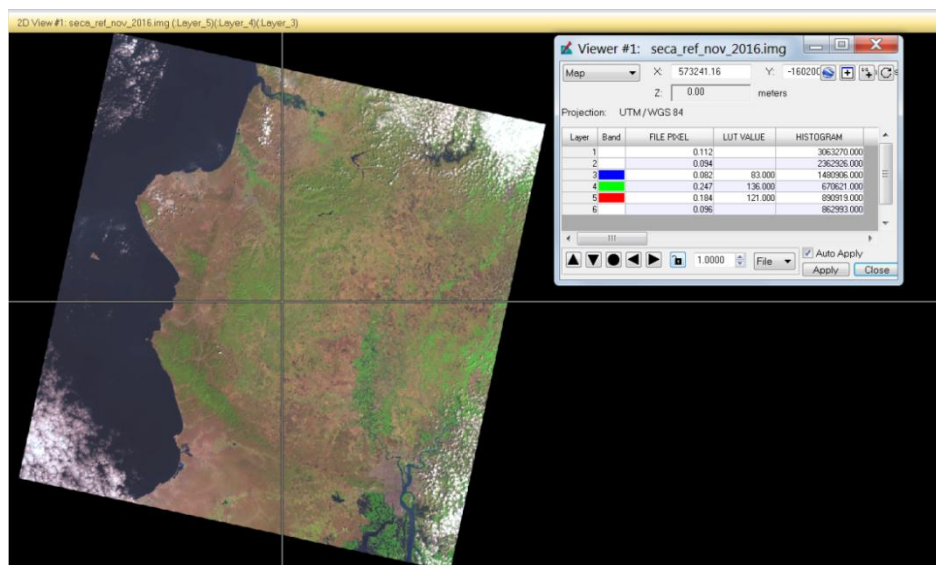 2D View #1: seca_ref_nov_2016.img (:Layer_5)(:Layer_4)(:Layer_3)
Viewer #1: seca_ref_nov_2016.img
Map X: 573241.16 Y: -160200
Z: 0.00 meters
Projection: UTM / WGS 84
Layer Band FILE PIXEL LUT VALUE HISTOGRAM
1 0.112 3063270.000
2 0.094 2362926.000
3 0.082 83.000 1480906.000
4 0.247 136.000 670621.000
5 0.184 121.000 890919.000
6 0.096 862993.000
1.0000 File Auto Apply
Apply Close